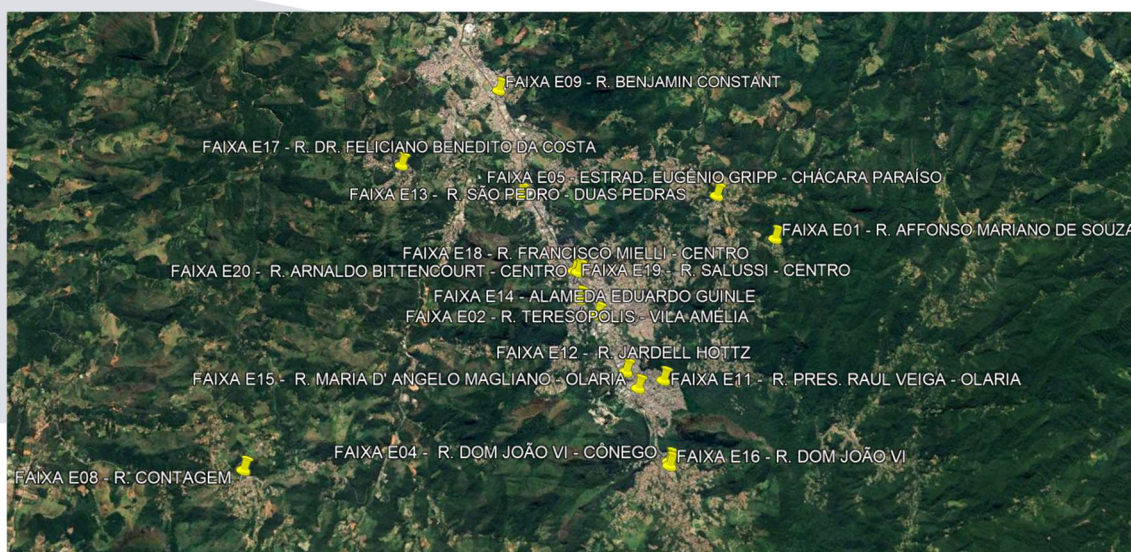 FAIXA E09 - R. BENJAMIN CONSTANT
FAIXA E17 - R. DR. FELICIANO BENEDITO DA COSTA
FAIXA E05 - ESTRAD. EUGÊNIO GRIPP - CHÁCARA PARAÍSO
FAIXA E13 - R. SÃO PEDRO - DUAS PEDRAS
FAIXA E01 - R. AFFONSO MARIANO DE SOUZA
FAIXA E18 - R. FRANCISCO MIELLI - CENTRO
FAIXA E20 - R. ARNALDO BITTENCOURT - CENTRO
FAIXA E19 - R. SALUSSI - CENTRO
FAIXA E14 - ALAMEDA EDUARDO GUINLE
FAIXA E02 - R. TERESÓPOLIS - VILA AMÉLIA
FAIXA E12 - R. JARDELL HOTTZ
FAIXA E15 - R. MARIA D' ANGELO MAGLIANO - OLARIA
FAIXA E11 - R. PRES. RAUL VEIGA - OLARIA
FAIXA E04 - R. DOM JOÃO VI - CÔNEGO
FAIXA E16 - R. DOM JOÃO VI
FAIXA E08 - R. CONTAGEM